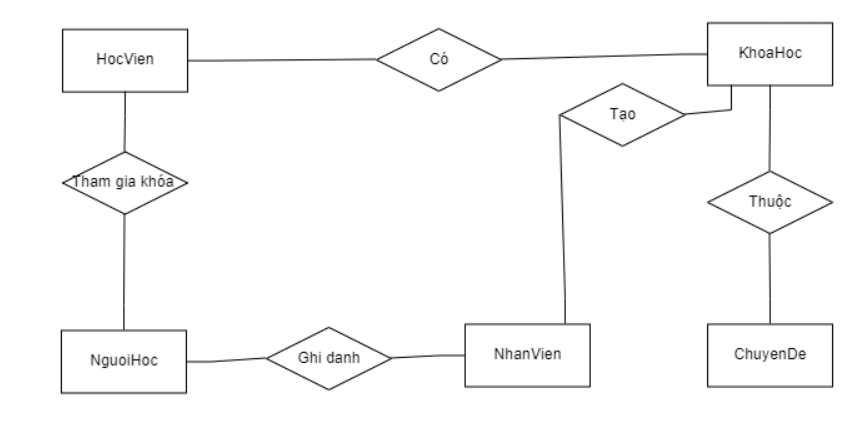 HocVien
Có
KhoaHoc
Tạo
Tham gia khóa
Thuộc
NguoiHoc
Ghi danh
NhanVien
ChuyenDe